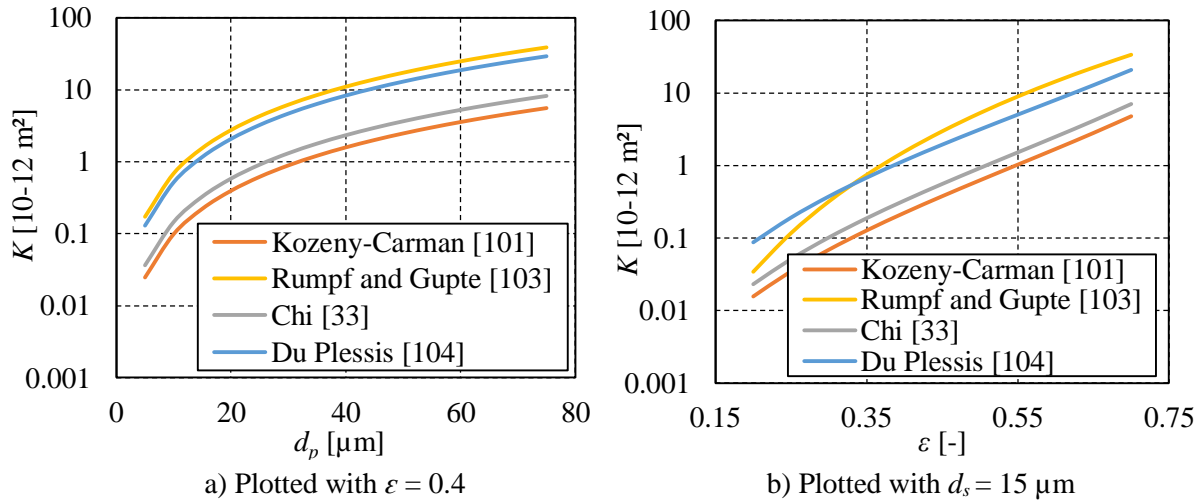 100
10
1
0.1
0.01
0.001
K [10-12 m²]
Kozeny-Carman [101]
Rumpf and Gupte [103]
Chi [33]
Du Plessis [104]
0 20 40 60 80
dₚ [µm]
a) Plotted with ε = 0.4
100
10
1
0.1
0.01
0.001
K [10-12 m²]
Kozeny-Carman [101]
Rumpf and Gupte [103]
Chi [33]
Du Plessis [104]
0.15 0.35 0.55 0.75
ε [-]
b) Plotted with dₛ = 15 µm